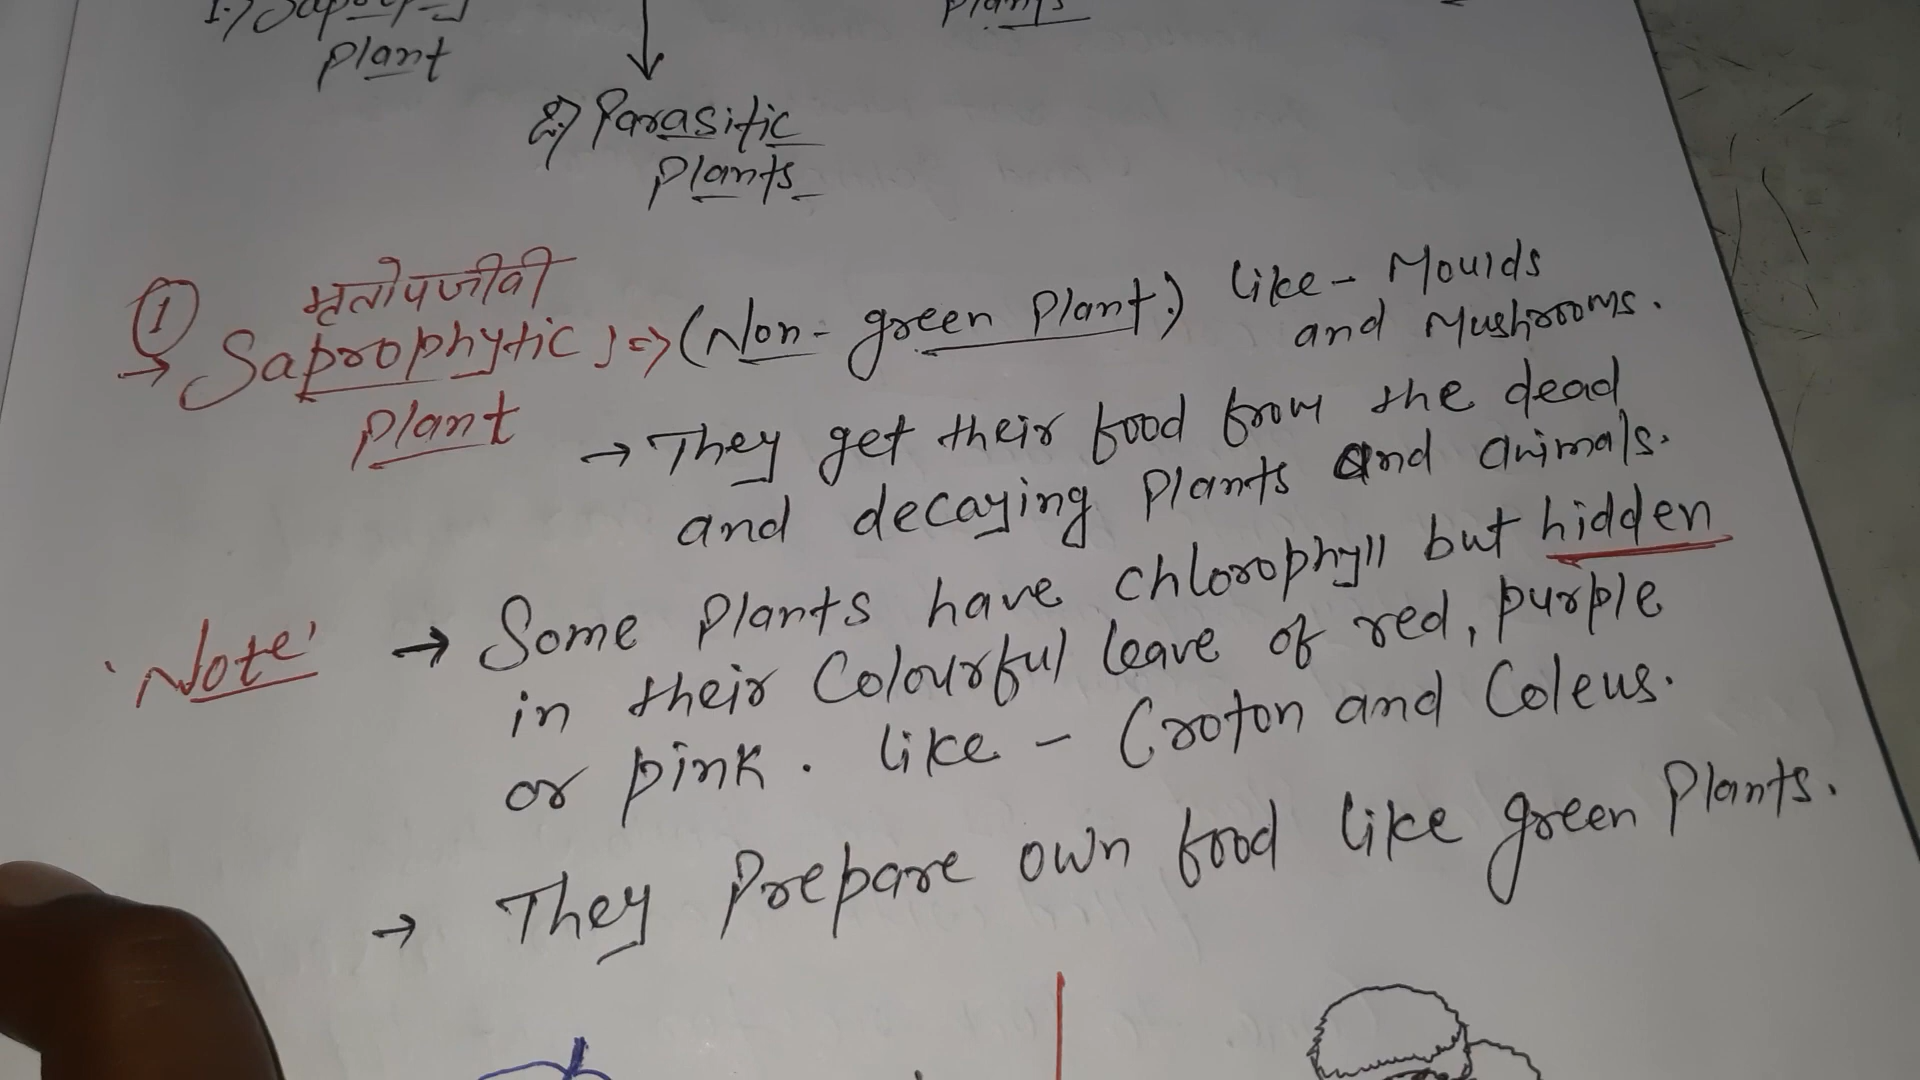 Plant
Plants
2) Parasitic
Plants
① मृतोपजीवी
→ Saprophytic :=> (Non-green Plant.) like - Moulds
and Mushrooms.
Plant
→ They get their food from the dead
and decaying Plants and animals.
'Note' → Some Plants have chlorophyll but hidden
in their Colourful leave of red, purple
or pink. like - Croton and Coleus.
→ They Prepare own food like green Plants.